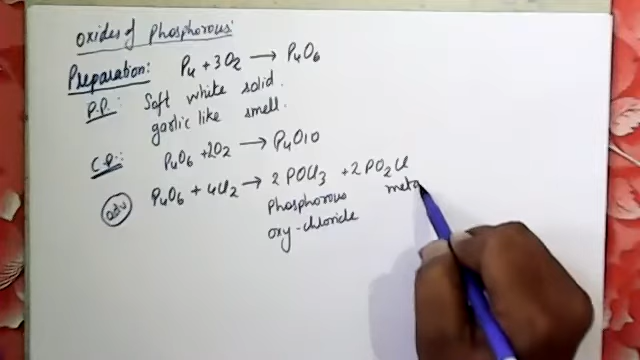 Oxides of Phosphorous:
Preparation: P4 + 3O2 → P4O6
P.P.: Soft white solid.
garlic like smell.
C.P.: P4O6 + 2O2 → P4O10
adv P4O6 + 4Cl2 → 2 POCl3 + 2 PO2Cl
Phosphorous meta
oxy-chloride